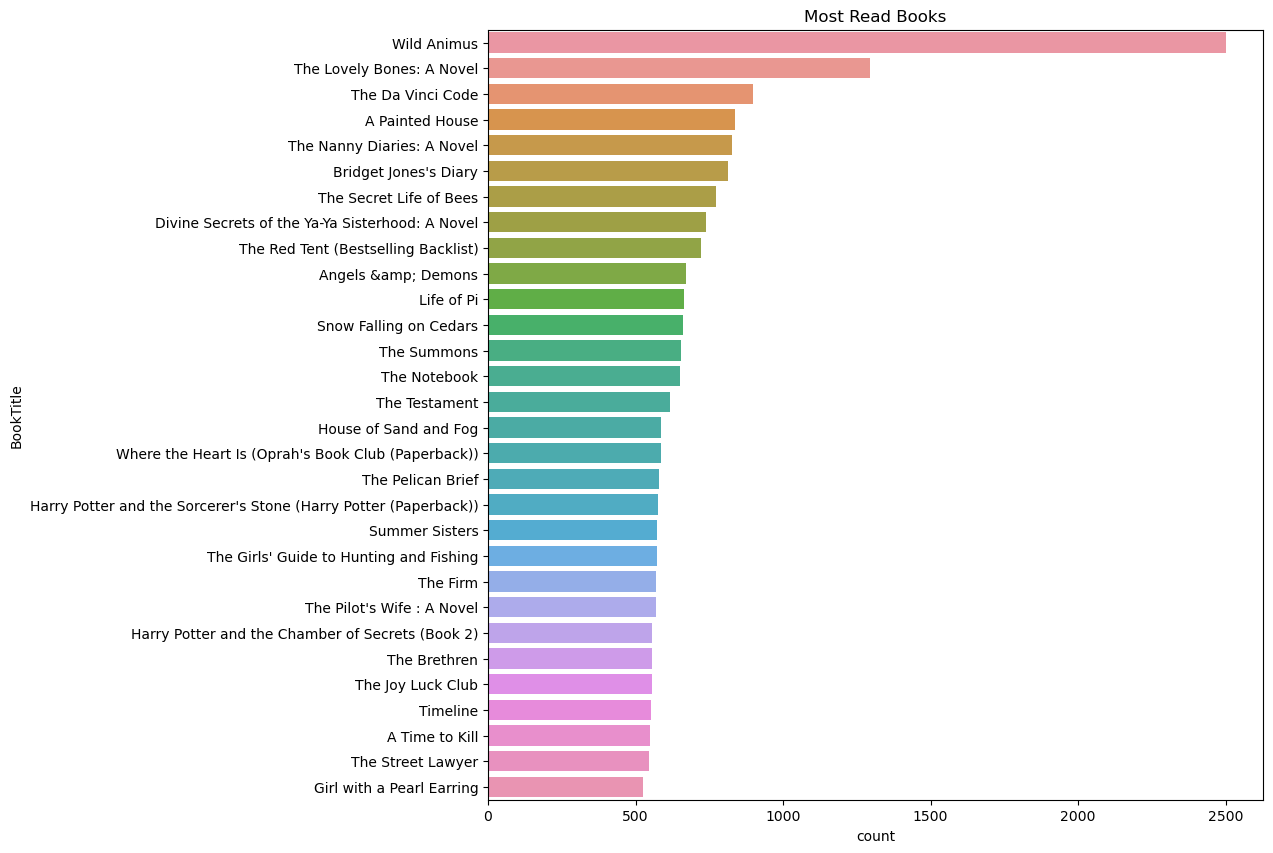 Most Read Books
Wild Animus
The Lovely Bones: A Novel
The Da Vinci Code
A Painted House
The Nanny Diaries: A Novel
Bridget Jones's Diary
The Secret Life of Bees
Divine Secrets of the Ya-Ya Sisterhood: A Novel
The Red Tent (Bestselling Backlist)
Angels &amp; Demons
Life of Pi
Snow Falling on Cedars
The Summons
The Notebook
The Testament
House of Sand and Fog
Where the Heart Is (Oprah's Book Club (Paperback))
The Pelican Brief
Harry Potter and the Sorcerer's Stone (Harry Potter (Paperback))
Summer Sisters
The Girls' Guide to Hunting and Fishing
The Firm
The Pilot's Wife : A Novel
Harry Potter and the Chamber of Secrets (Book 2)
The Brethren
The Joy Luck Club
Timeline
A Time to Kill
The Street Lawyer
Girl with a Pearl Earring
BookTitle
0 500 1000 1500 2000 2500
count